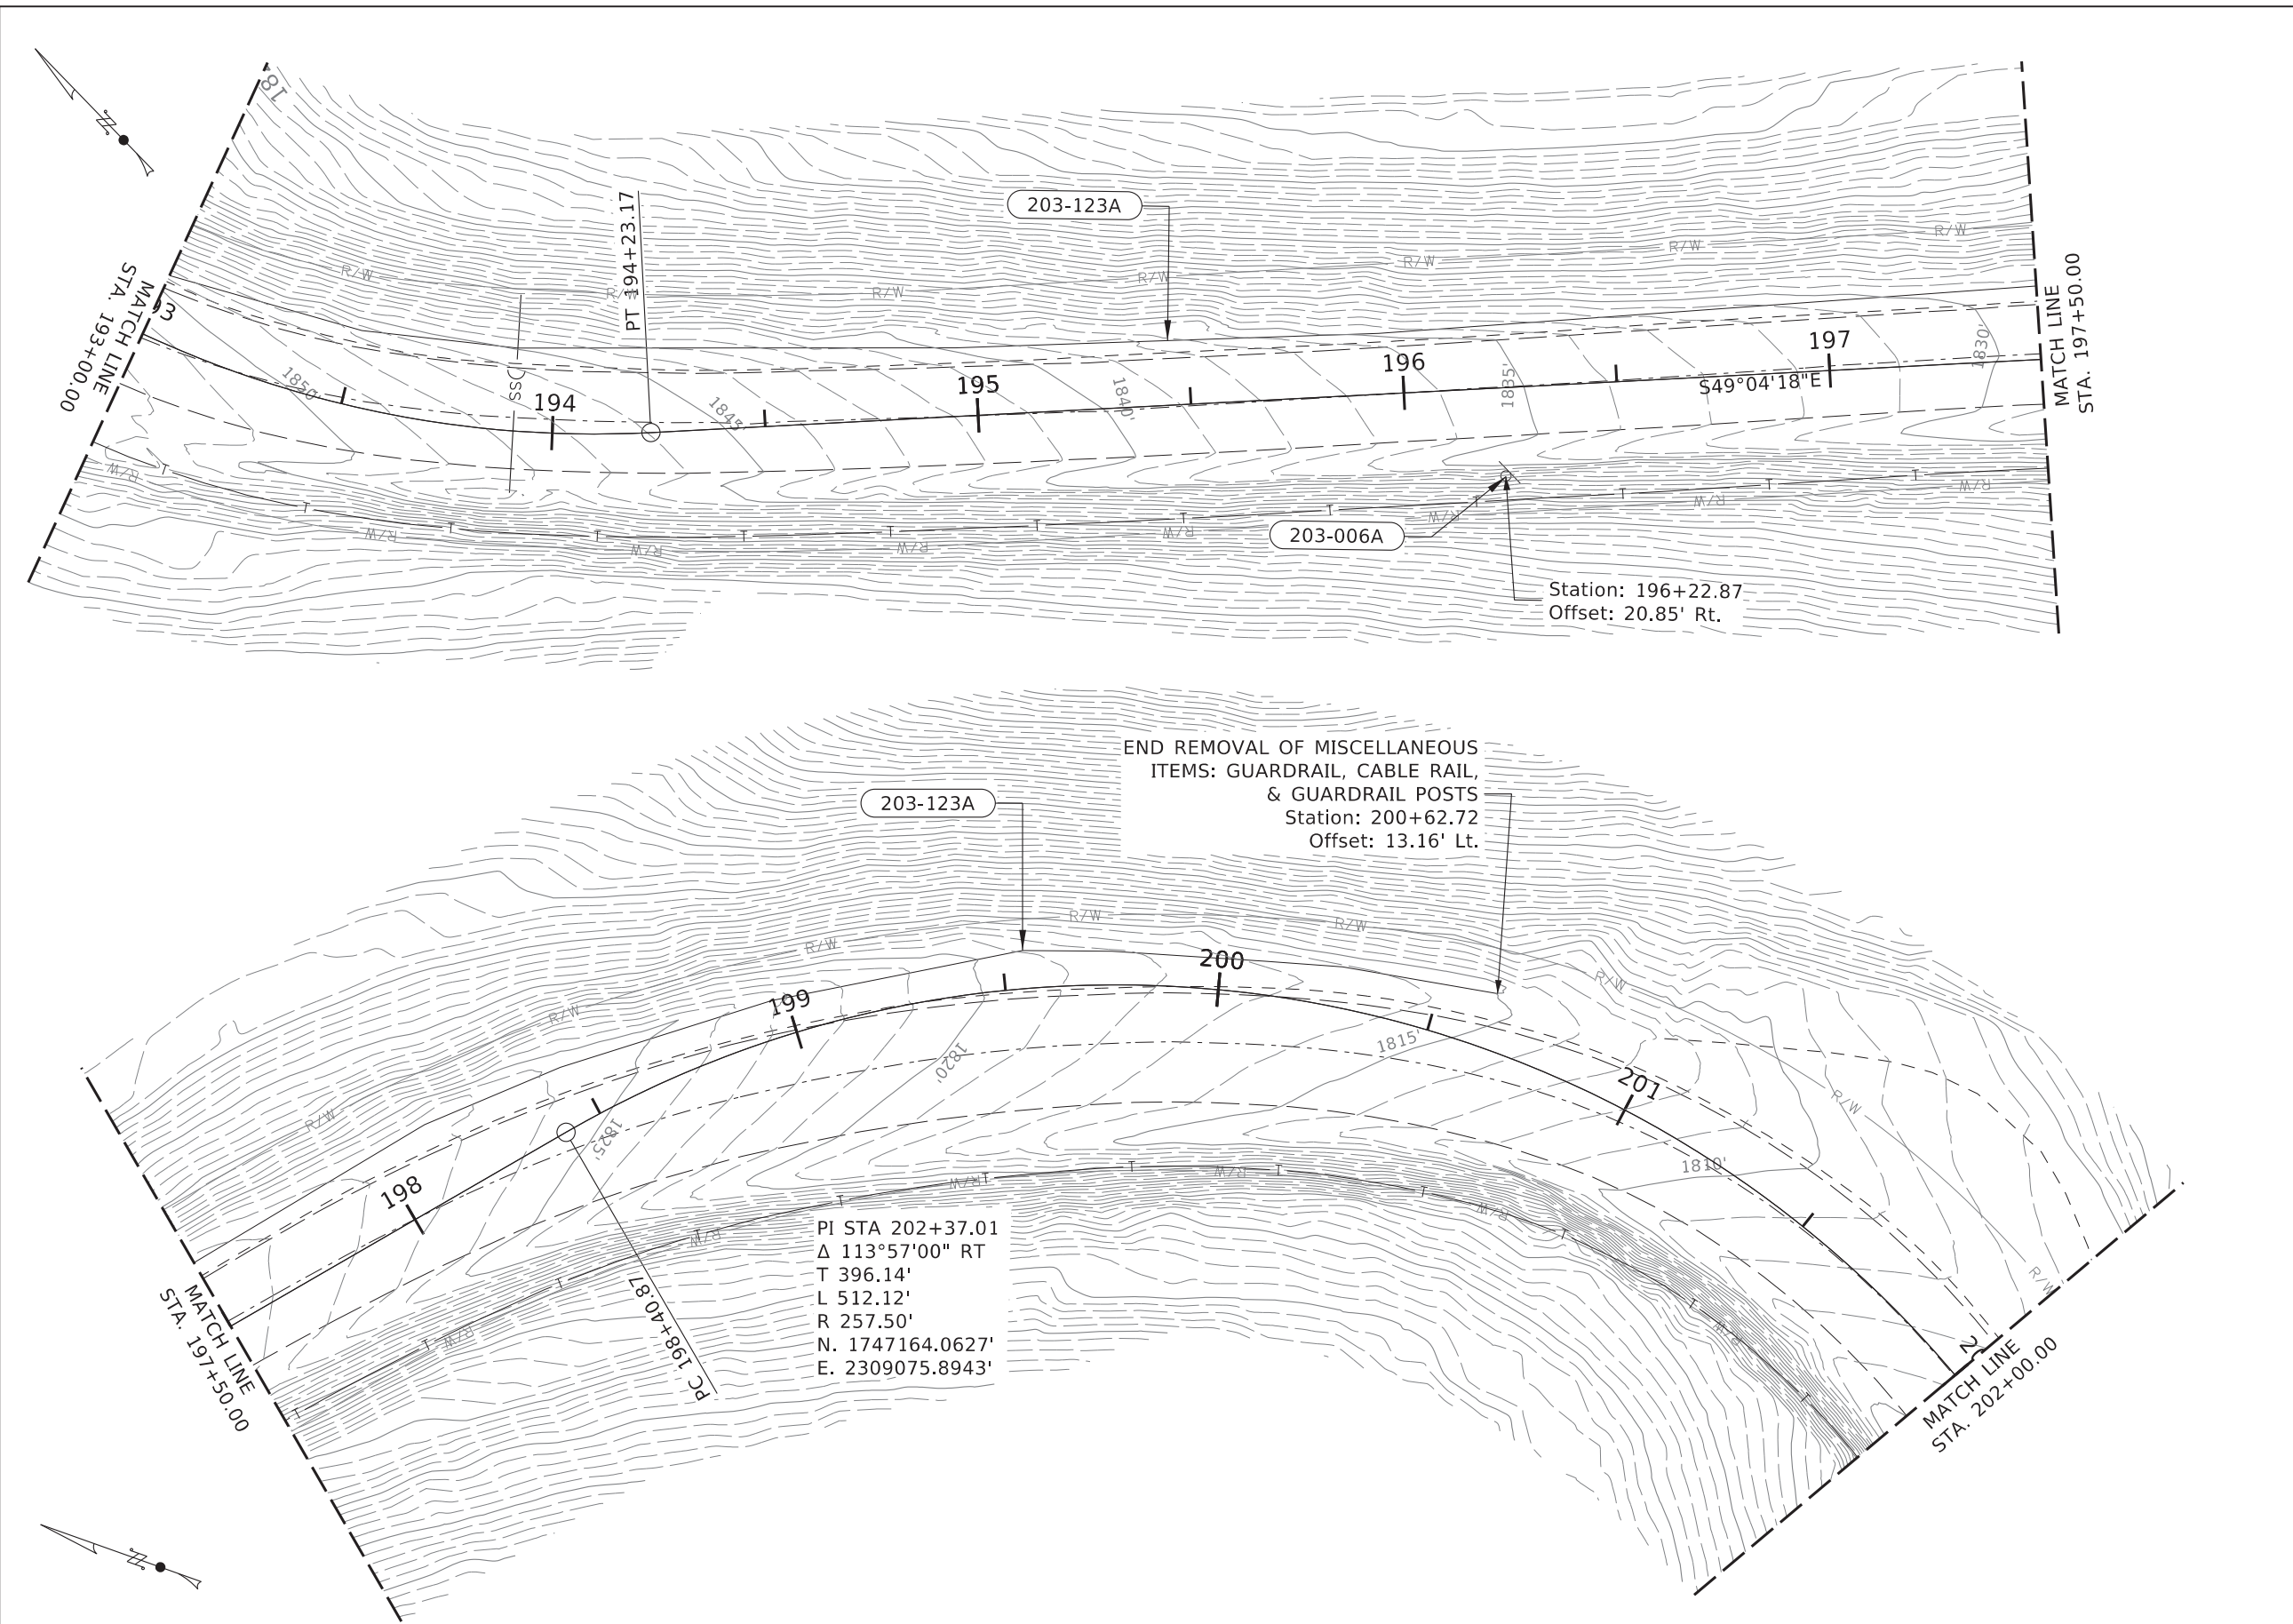 203-123A
PT 194+23.17
R/W
R/W
R/W
R/W
R/W
R/W
R/W
MATCH LINE
STA. 193+00.00
SSC
1850'
194
1845'
195
1840'
196
1835'
S49°04'18"E
197
1830'
MATCH LINE
STA. 197+50.00
T
T
T
T
T
T
T
T
T
T
T
T
T
R/W
R/W
R/W
R/W
R/W
R/W
R/W
R/W
203-006A
Station: 196+22.87
Offset: 20.85' Rt.
END REMOVAL OF MISCELLANEOUS
ITEMS: GUARDRAIL, CABLE RAIL,
& GUARDRAIL POSTS
Station: 200+62.72
Offset: 13.16' Lt.
203-123A
R/W
R/W
R/W
R/W
R/W
R/W
R/W
R/W
198
199
200
201
1825'
1820'
1815'
1810'
T
T
T
T
T
T
T
T
T
T
T
T
R/W
R/W
R/W
R/W
R/W
R/W
PC 198+40.87
PI STA 202+37.01
Δ 113°57'00" RT
T 396.14'
L 512.12'
R 257.50'
N. 1747164.0627'
E. 2309075.8943'
MATCH LINE
STA. 197+50.00
MATCH LINE
STA. 202+00.00